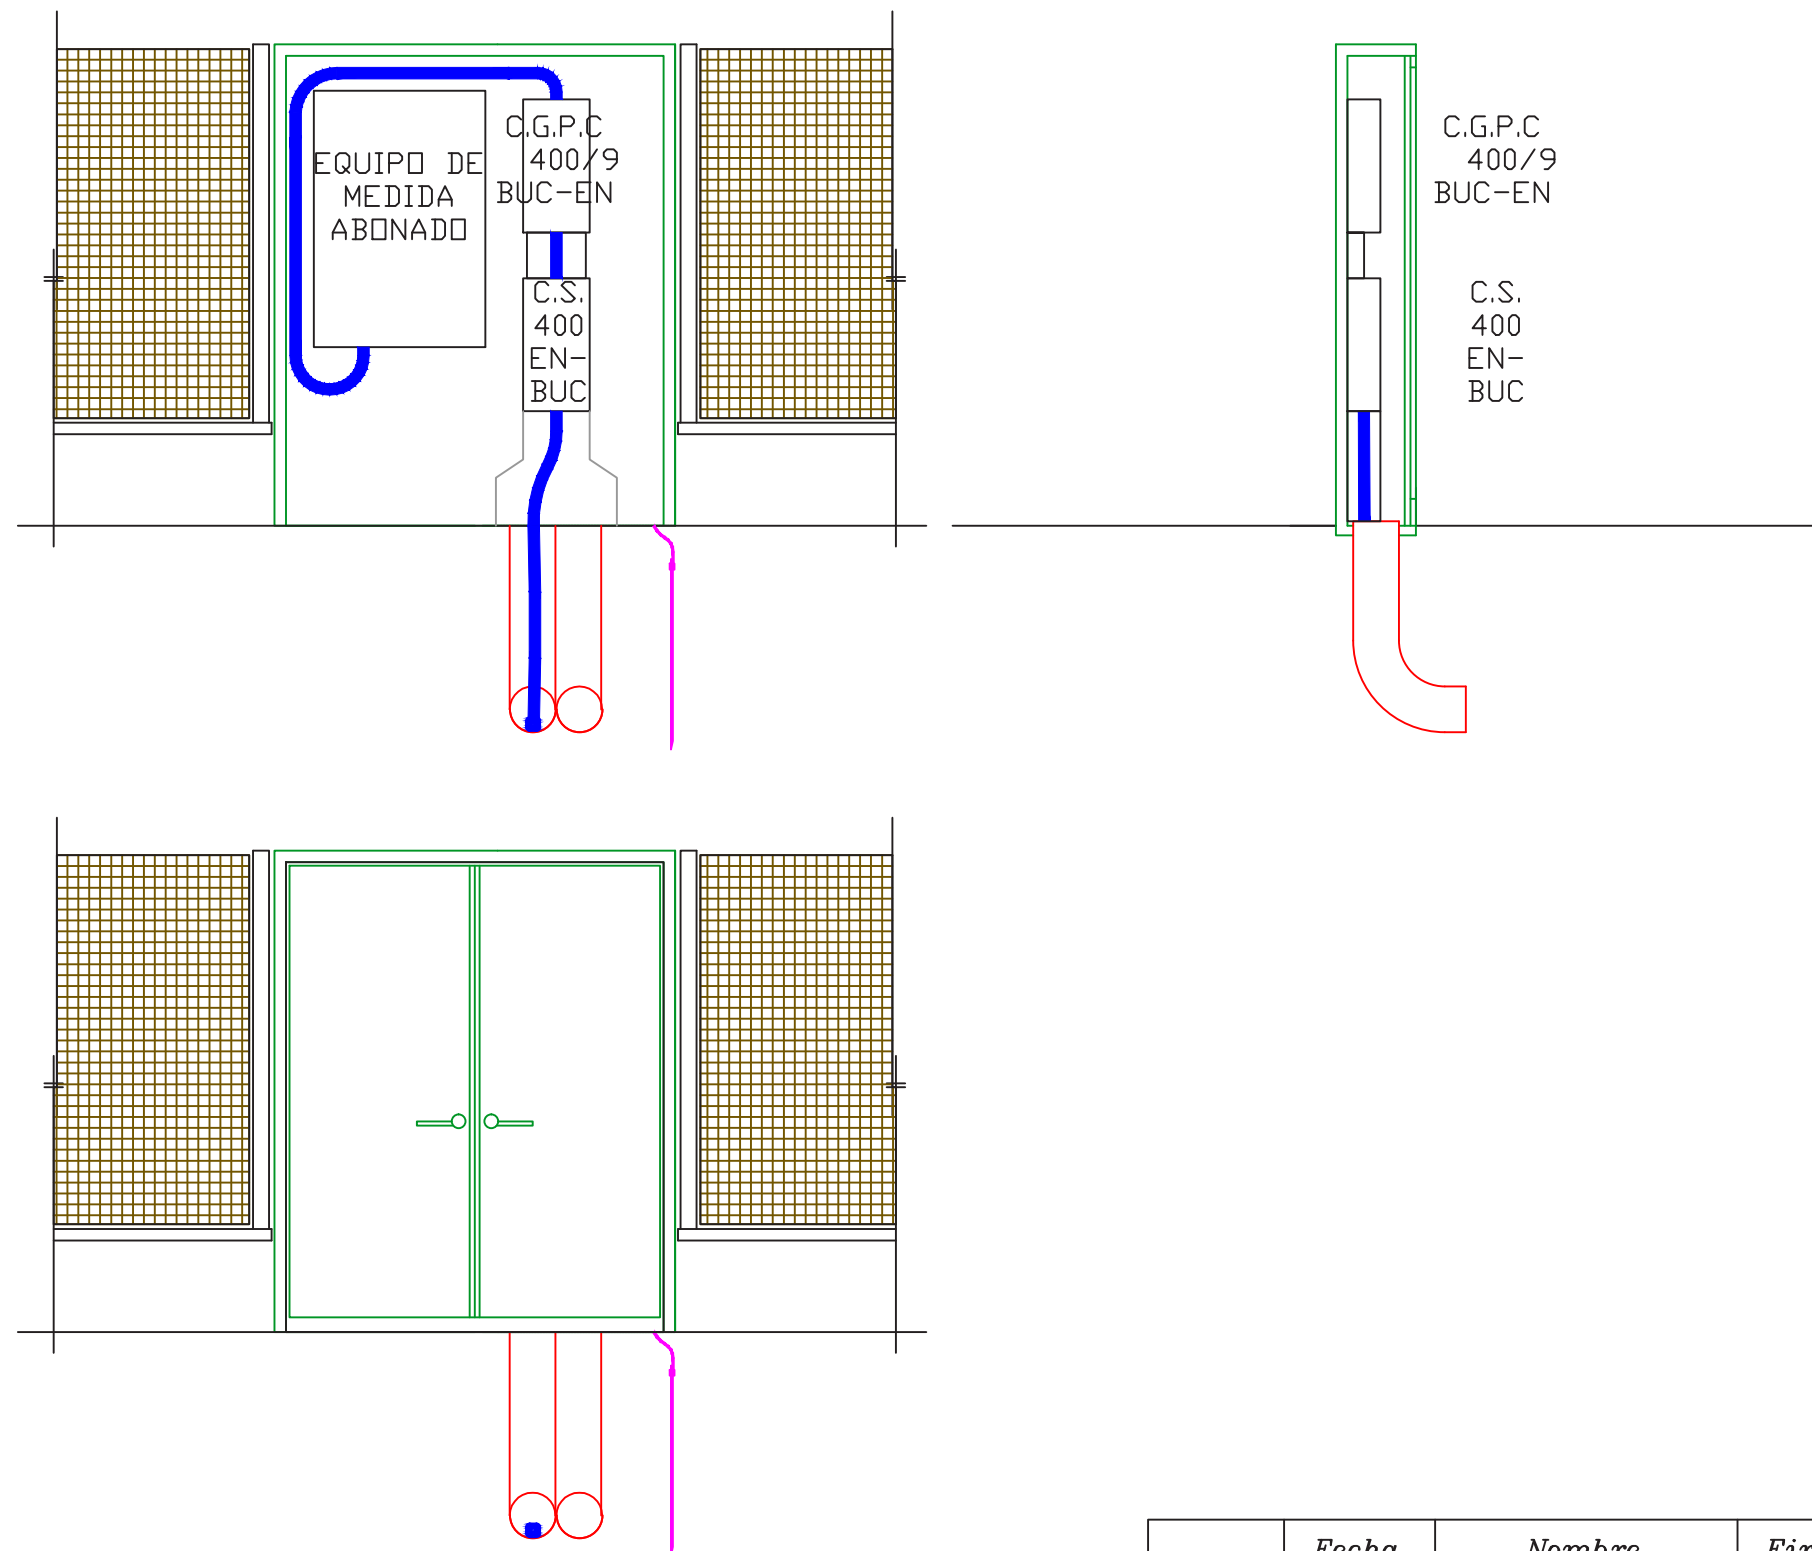 EQUIPO DE
MEDIDA
ABONADO
C.G.P.C
400/9
BUC-EN
C.S.
400
EN-
BUC
C.G.P.C
400/9
BUC-EN
C.S.
400
EN-
BUC
Fecha
Nombre